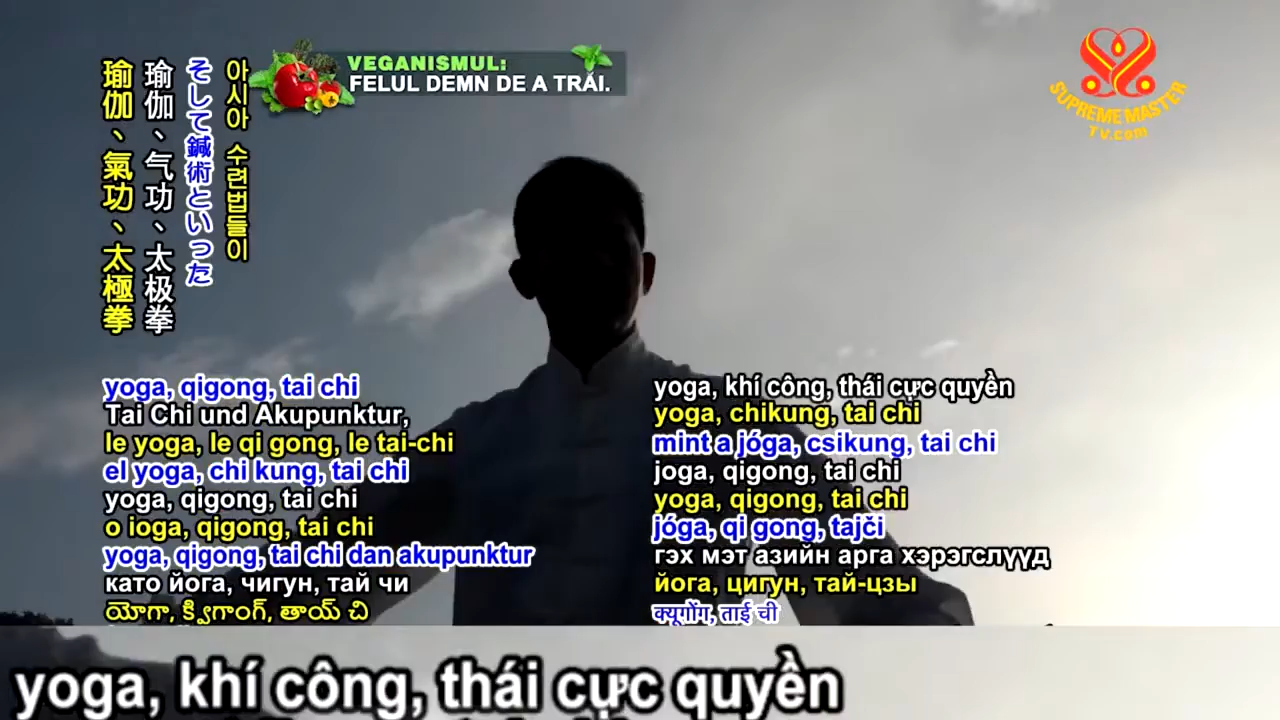 VEGANISMUL:
FELUL DEMN DE A TRĂI.
SUPREME MASTER
TV.com
아시아 수련법들이
そして鍼術といった
瑜伽、气功、太极拳
瑜伽、氣功、太極拳
yoga, qigong, tai chi
Tai Chi und Akupunktur,
le yoga, le qi gong, le tai-chi
el yoga, chi kung, tai chi
yoga, qigong, tai chi
o ioga, qigong, tai chi
yoga, qigong, tai chi dan akupunktur
като йога, чигун, тай чи
యోగా, క్విగాంగ్, తాయ్ చి
yoga, khí công, thái cực quyền
yoga, chikung, tai chi
mint a jóga, csikung, tai chi
joga, qigong, tai chi
yoga, qigong, tai chi
jóga, qi gong, tajči
гэх мэт азийн арга хэрэгслүүд
йога, цигун, тай-цзы
क्यूगोंग, ताई ची
yoga, khí công, thái cực quyền